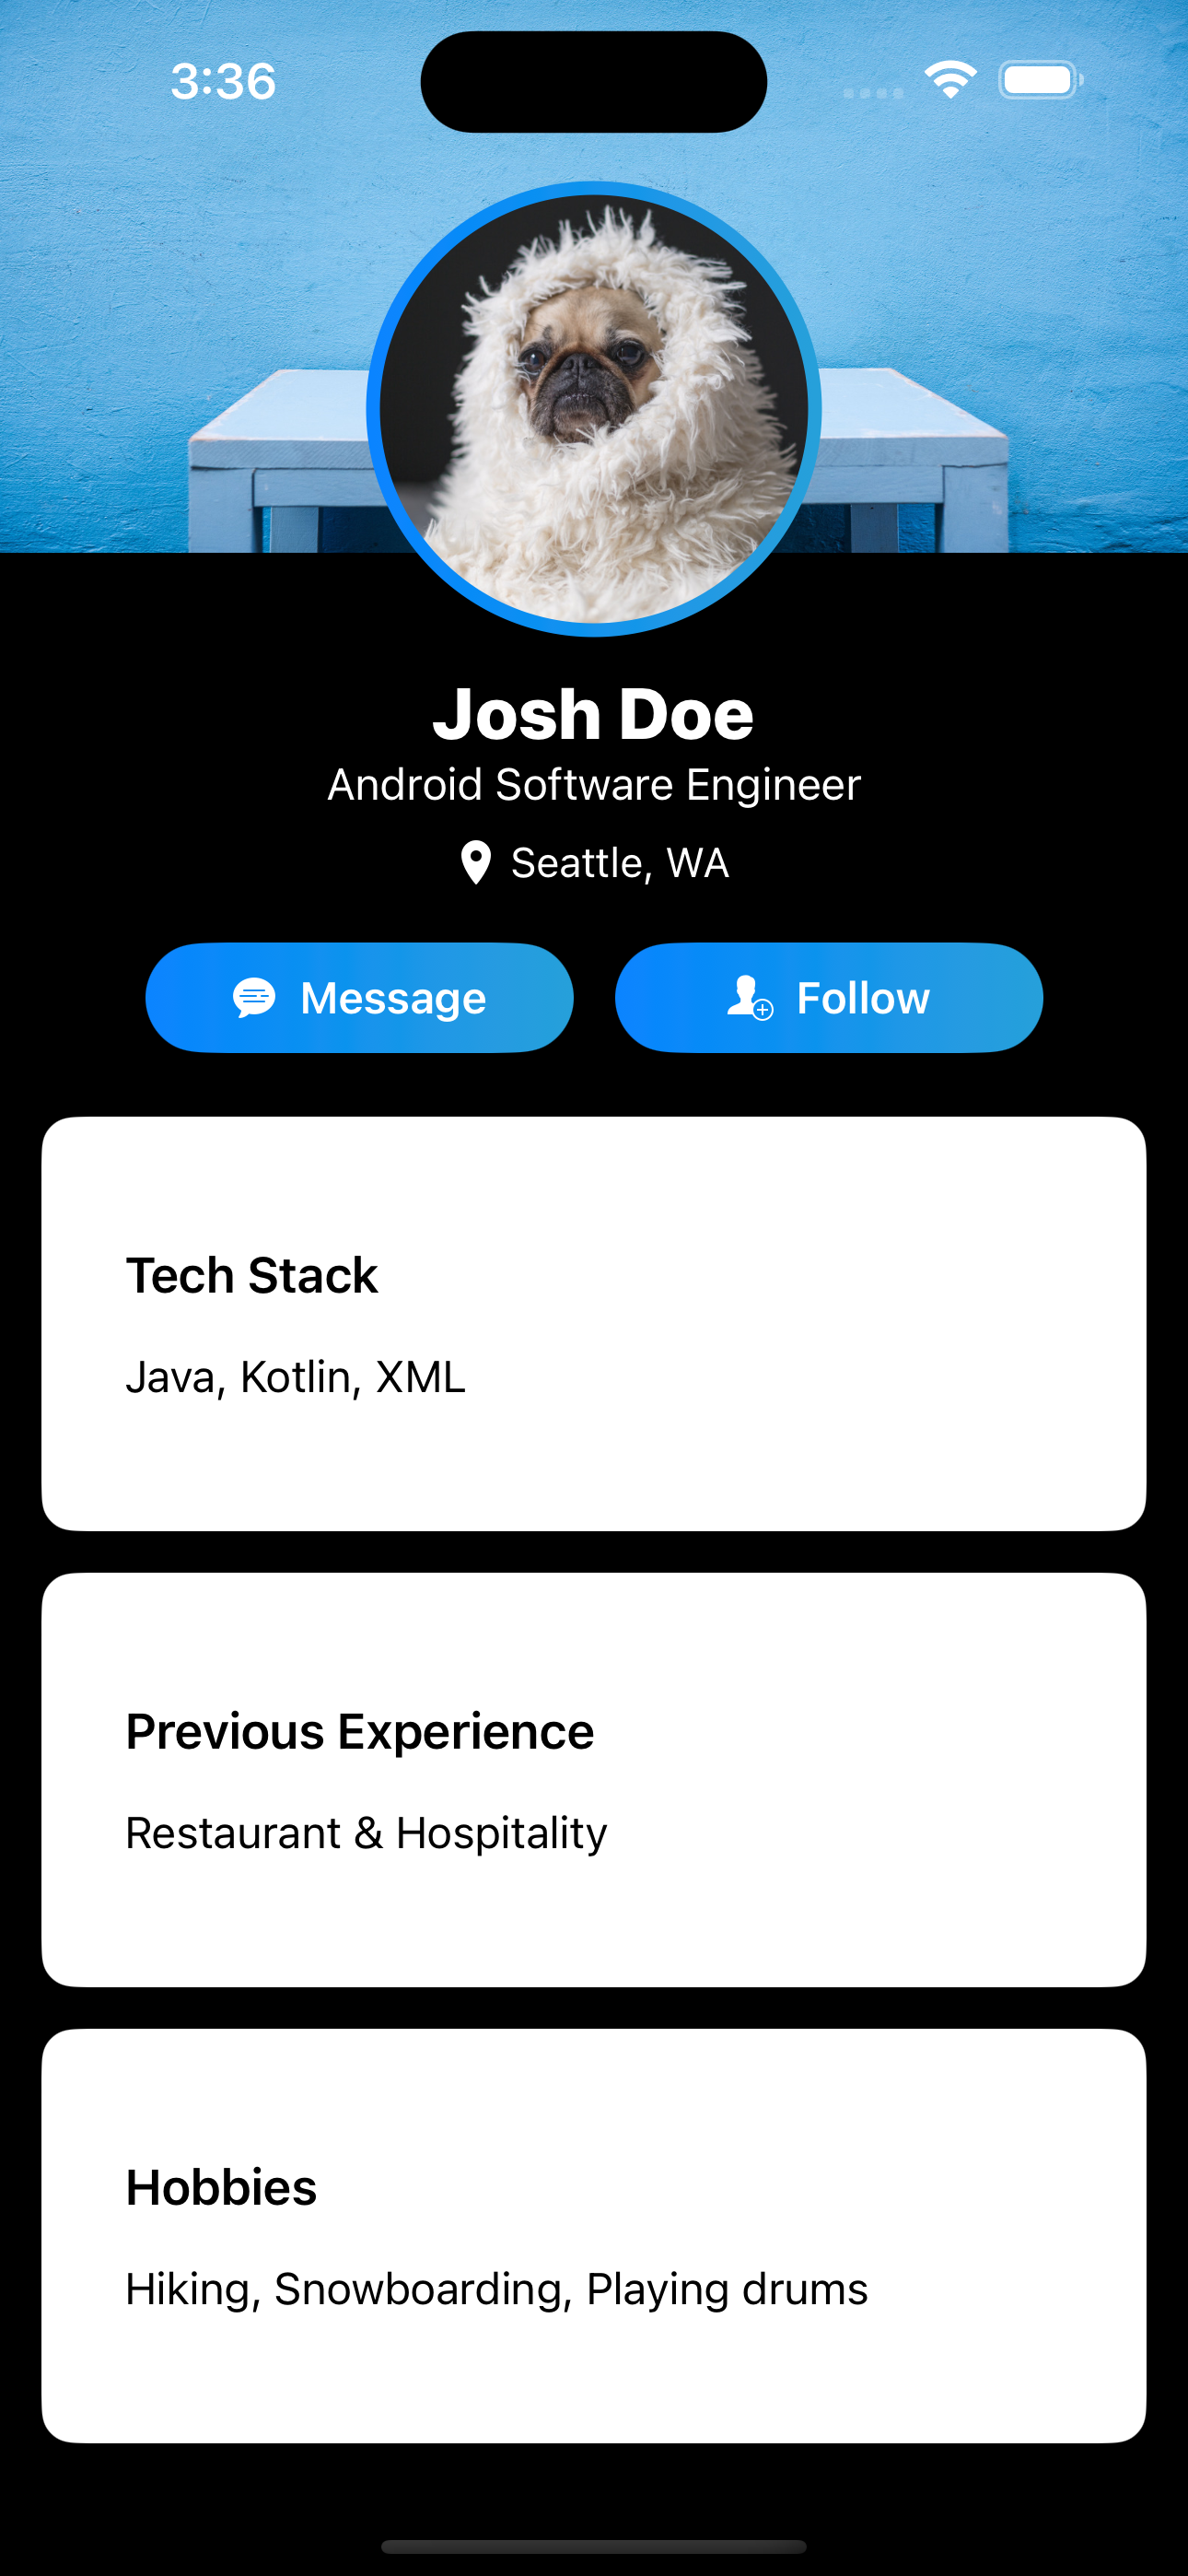 3:36
Josh Doe
Android Software Engineer
Seattle, WA
Message
Follow
Tech Stack
Java, Kotlin, XML
Previous Experience
Restaurant & Hospitality
Hobbies
Hiking, Snowboarding, Playing drums